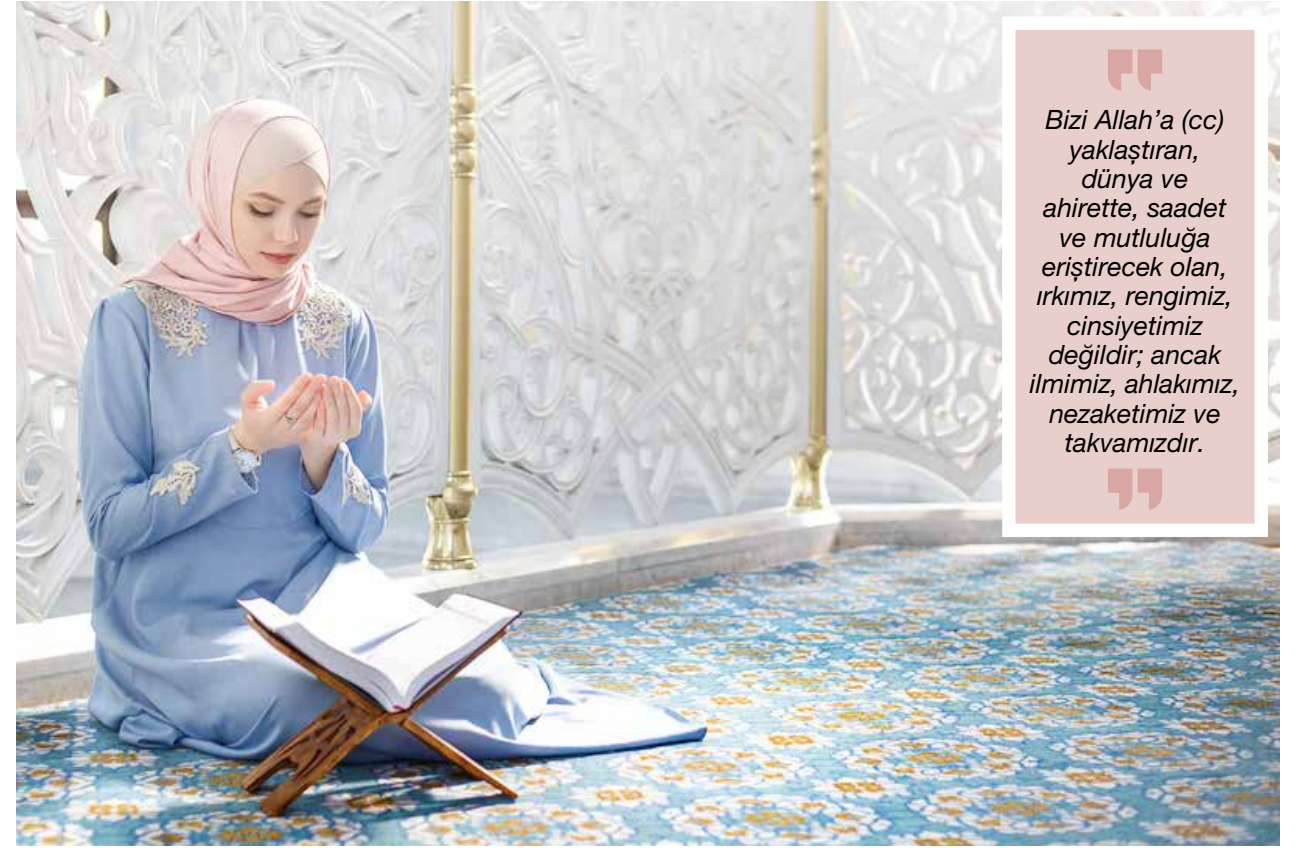 Bizi Allah’a (cc)
yaklaştıran,
dünya ve
ahirette, saadet
ve mutluluğa
eriştirecek olan,
ırkımız, rengimiz,
cinsiyetimiz
değildir; ancak
ilmimiz, ahlakımız,
nezaketimiz ve
takvamızdır.